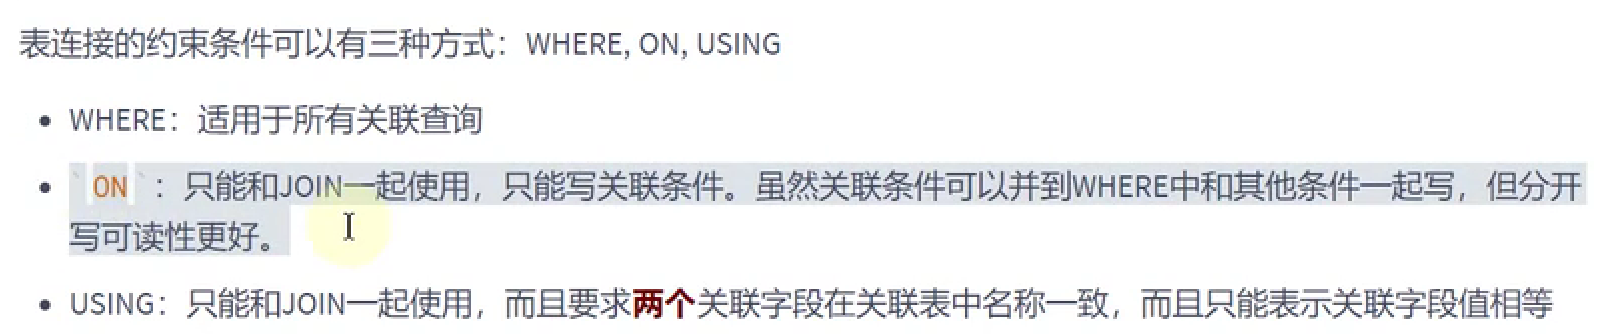 表连接的约束条件可以有三种方式：WHERE, ON, USING
• WHERE：适用于所有关联查询
• `ON`：只能和JOIN一起使用，只能写关联条件。虽然关联条件可以并到WHERE中和其他条件一起写，但分开
写可读性更好。
• USING：只能和JOIN一起使用，而且要求两个关联字段在关联表中名称一致，而且只能表示关联字段值相等